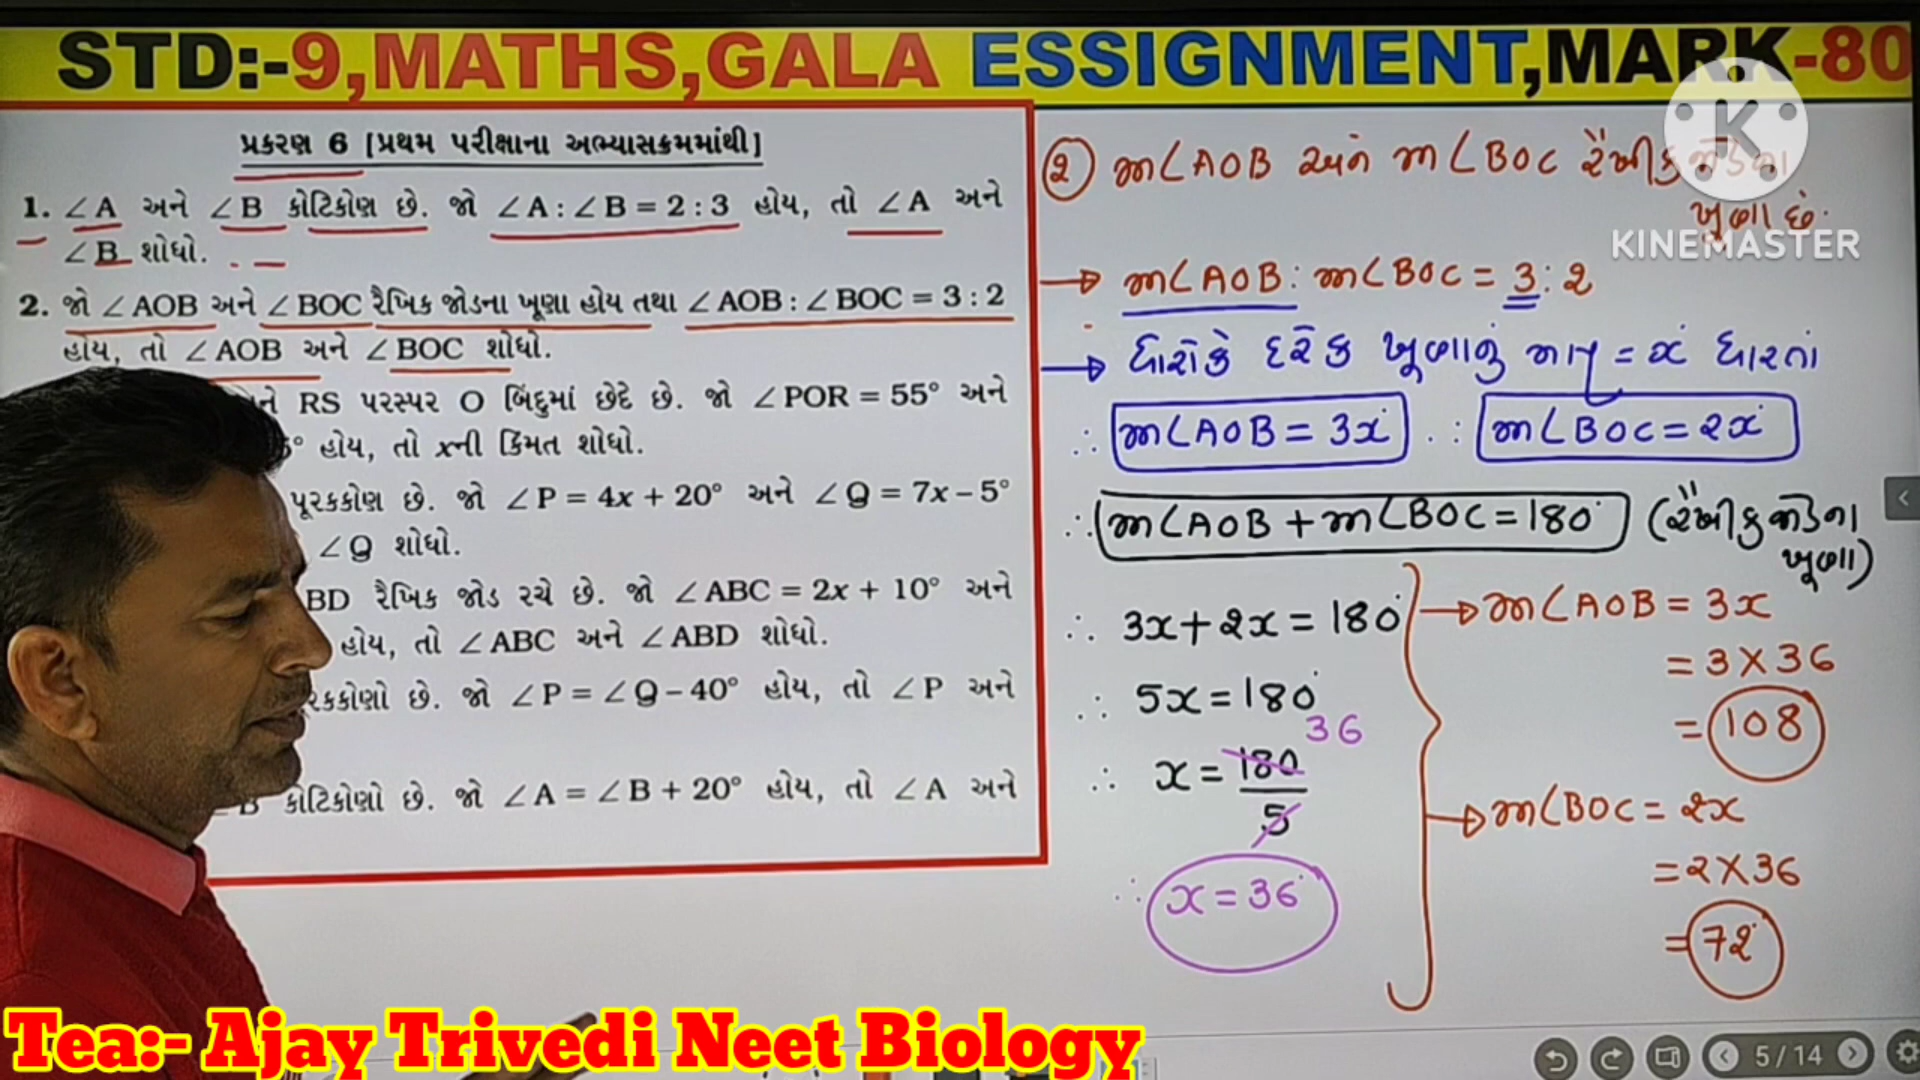 STD:-9,MATHS,GALA ESSIGNMENT,MARK-80
પ્રકરણ 6 [પ્રથમ પરીક્ષાના અભ્યાસક્રમમાંથી]
1. ∠A અને ∠B કોટિકોણ છે. જો ∠A : ∠B = 2 : 3 હોય, તો ∠A અને
∠B શોધો.
2. જો ∠AOB અને ∠BOC રૈખિક જોડના ખૂણા હોય તથા ∠AOB : ∠BOC = 3 : 2
હોય, તો ∠AOB અને ∠BOC શોધો.
RS પરસ્પર O બિંદુમાં છેદે છે. જો ∠POR = 55° અને
હોય, તો xની કિંમત શોધો.
પૂરકકોણ છે. જો ∠P = 4x + 20° અને ∠Q = 7x – 5°
∠Q શોધો.
BD રૈખિક જોડ રચે છે. જો ∠ABC = 2x + 10° અને
હોય, તો ∠ABC અને ∠ABD શોધો.
છે. જો ∠P = ∠Q – 40° હોય, તો ∠P અને
B કોટિકોણો છે. જો ∠A = ∠B + 20° હોય, તો ∠A અને
૨ m∠AOB અને m∠BOC રૈખીક
ખૂણા છે.
KINEMASTER
m∠AOB : m∠BOC = 3 : 2
ધારોકે દરેક ખૂણાનું માપ = x ધારતાં
∴ m∠AOB = 3x ∴ m∠BOC = 2x
∴ m∠AOB + m∠BOC = 180° (રૈખીક જોડના
ખૂણા)
∴ 3x + 2x = 180°
∴ 5x = 180°
36
∴ x = 180
5
∴ x = 36°
m∠AOB = 3x
= 3 × 36
= 108
m∠BOC = 2x
= 2 × 36
= 72°
Tea:- Ajay Trivedi Neet Biology
5 / 14